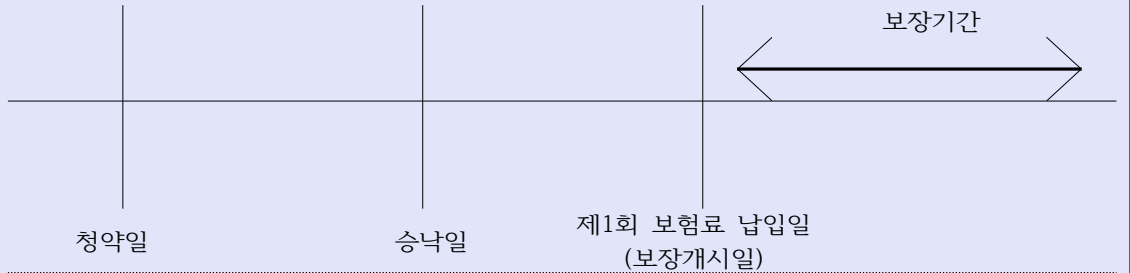 보장기간
청약일
승낙일
제1회 보험료 납입일
(보장개시일)